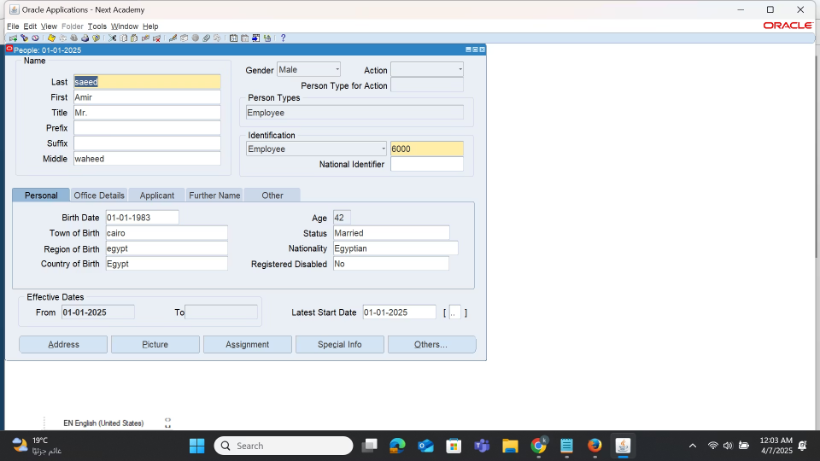 Oracle Applications - Next Academy
File Edit View Folder Tools Window Help
ORACLE
People: 01-01-2025
Name
Last saeed
First Amir
Title Mr.
Prefix
Suffix
Middle waheed
Gender Male Action
Person Type for Action
Person Types
Employee
Identification
Employee 6000
National Identifier
Personal Office Details Applicant Further Name Other
Birth Date 01-01-1983 Age 42
Town of Birth cairo Status Married
Region of Birth egypt Nationality Egyptian
Country of Birth Egypt Registered Disabled No
Effective Dates
From 01-01-2025 To Latest Start Date 01-01-2025 [ .. ]
Address Picture Assignment Special Info Others...
EN English (United States)
19°C
غائم جزئيًا
Search
12:03 AM
4/7/2025